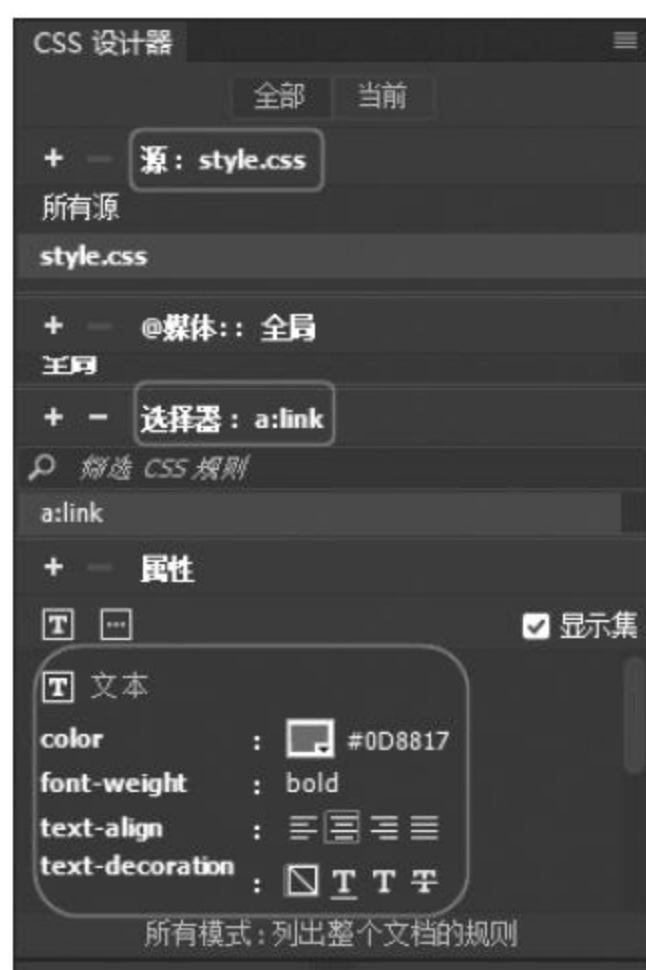 CSS 设计器
全部 当前
+ − 源： style.css
所有源
style.css
+ − @媒体:： 全局
全局
+ − 选择器： a:link
筛选 CSS 规则
a:link
+ − 属性
T 显示集
T 文本
color : #0D8817
font-weight : bold
text-align :
text-decoration : T T T
所有模式:列出整个文档的规则